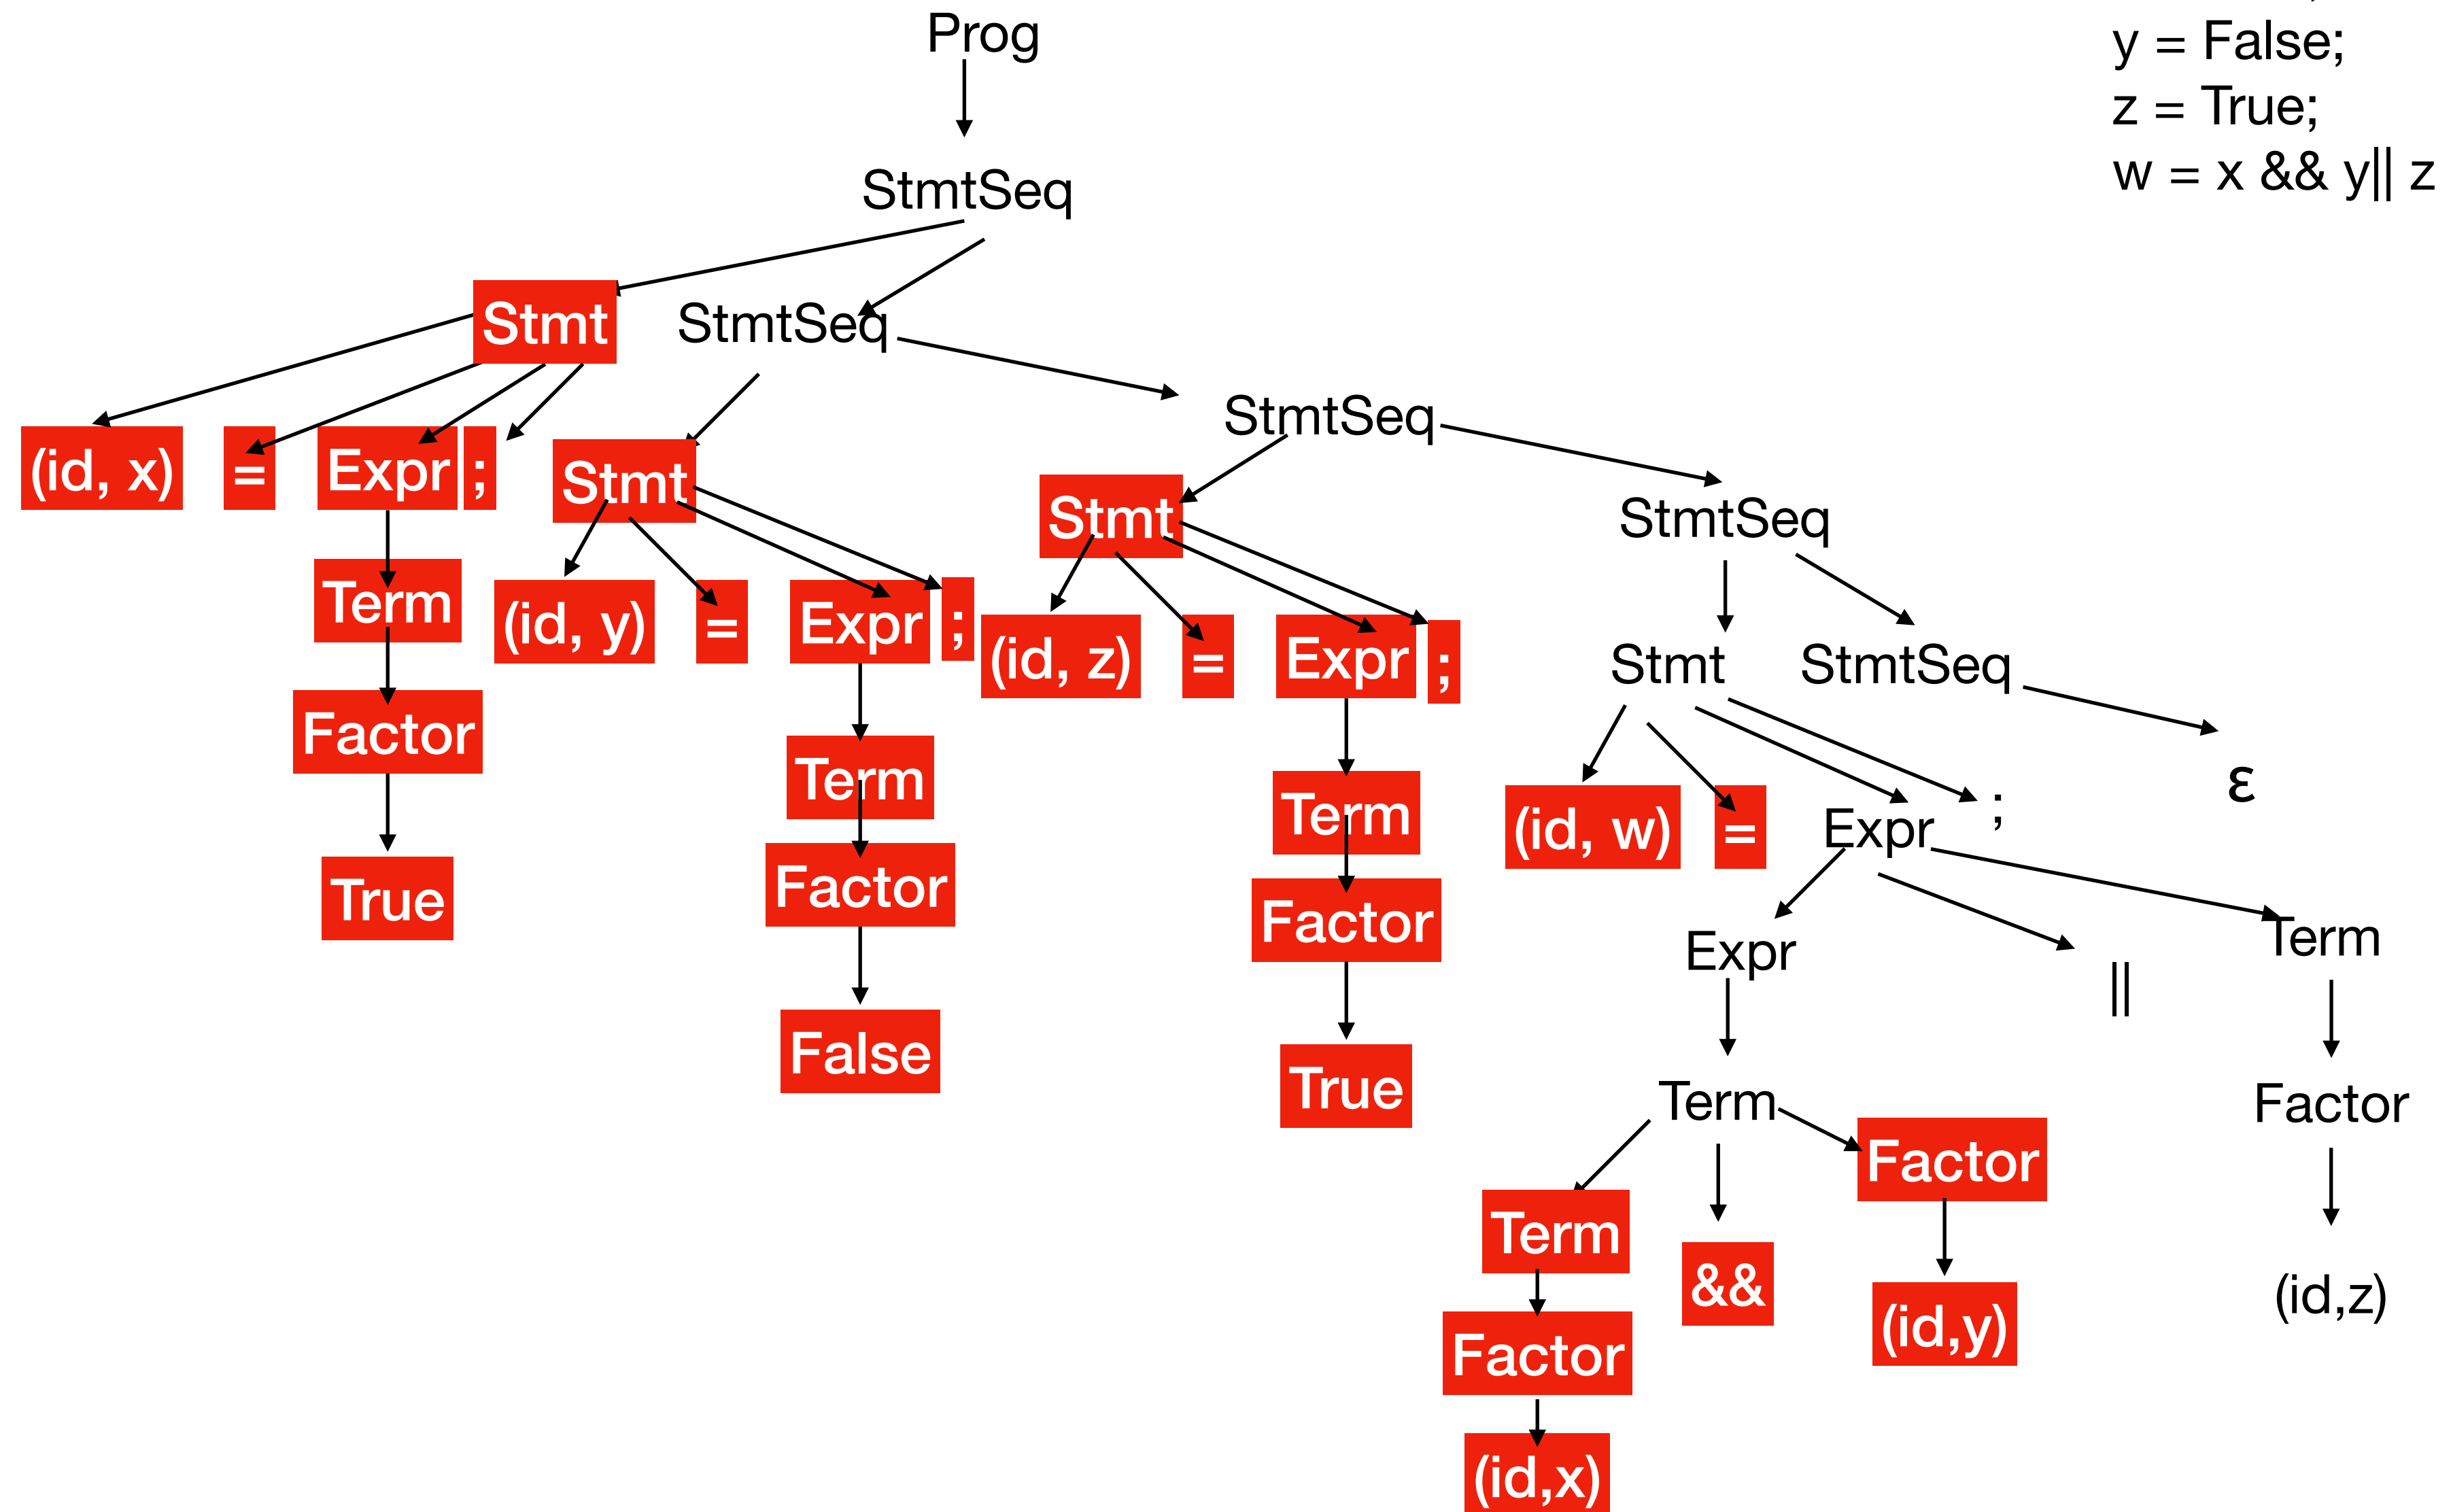 Prog
y = False;
z = True;
w = x && y|| z
StmtSeq
Stmt
StmtSeq
StmtSeq
(id, x)
=
Expr
;
Stmt
Stmt
StmtSeq
Term
(id, y)
=
Expr
;
(id, z)
=
Expr
;
Stmt
StmtSeq
Factor
Term
Term
(id, w)
=
Expr
;
ε
True
Factor
Factor
Expr
||
Term
False
True
Term
Factor
Factor
Term
&&
(id,y)
(id,z)
Factor
(id,x)